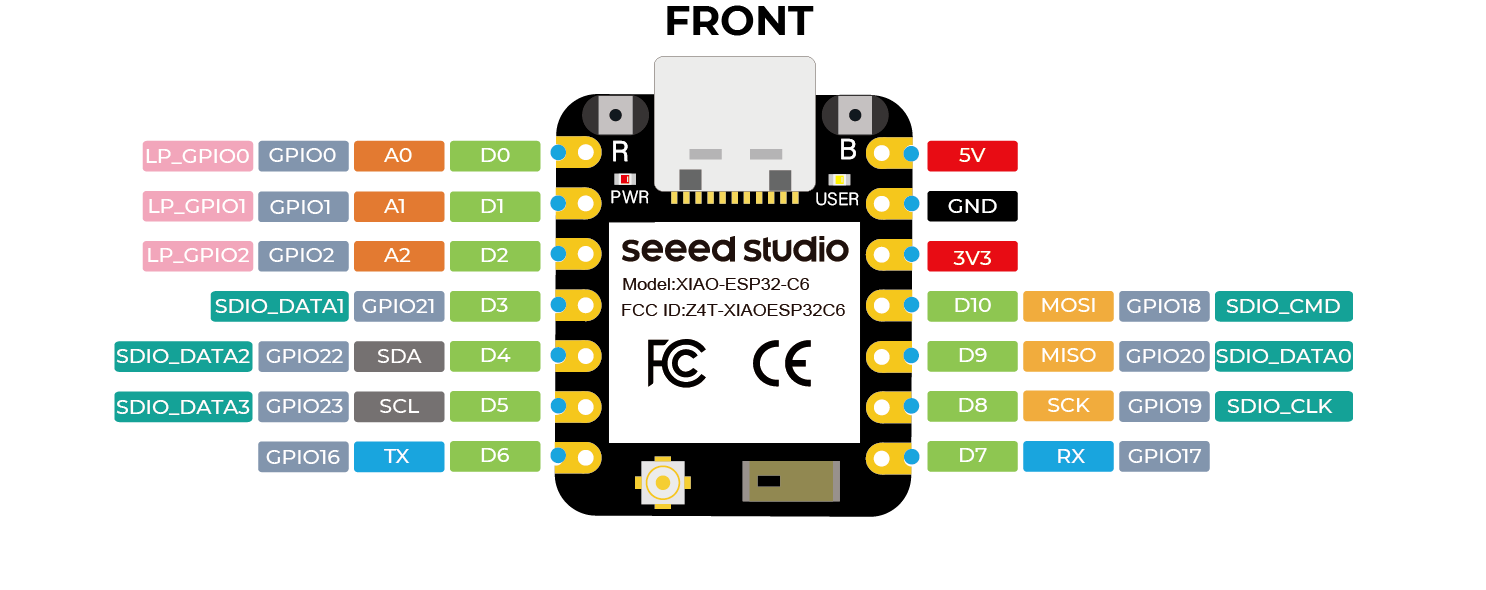 FRONT
LP_GPIO0 GPIO0 A0 D0 R B 5V
PWR USER
LP_GPIO1 GPIO1 A1 D1 GND
LP_GPIO2 GPIO2 A2 D2 seeed studio 3V3
Model:XIAO-ESP32-C6
SDIO_DATA1 GPIO21 D3 FCC ID:Z4T-XIAOESP32C6 D10 MOSI GPIO18 SDIO_CMD
SDIO_DATA2 GPIO22 SDA D4 FC CE D9 MISO GPIO20 SDIO_DATA0
SDIO_DATA3 GPIO23 SCL D5 D8 SCK GPIO19 SDIO_CLK
GPIO16 TX D6 D7 RX GPIO17